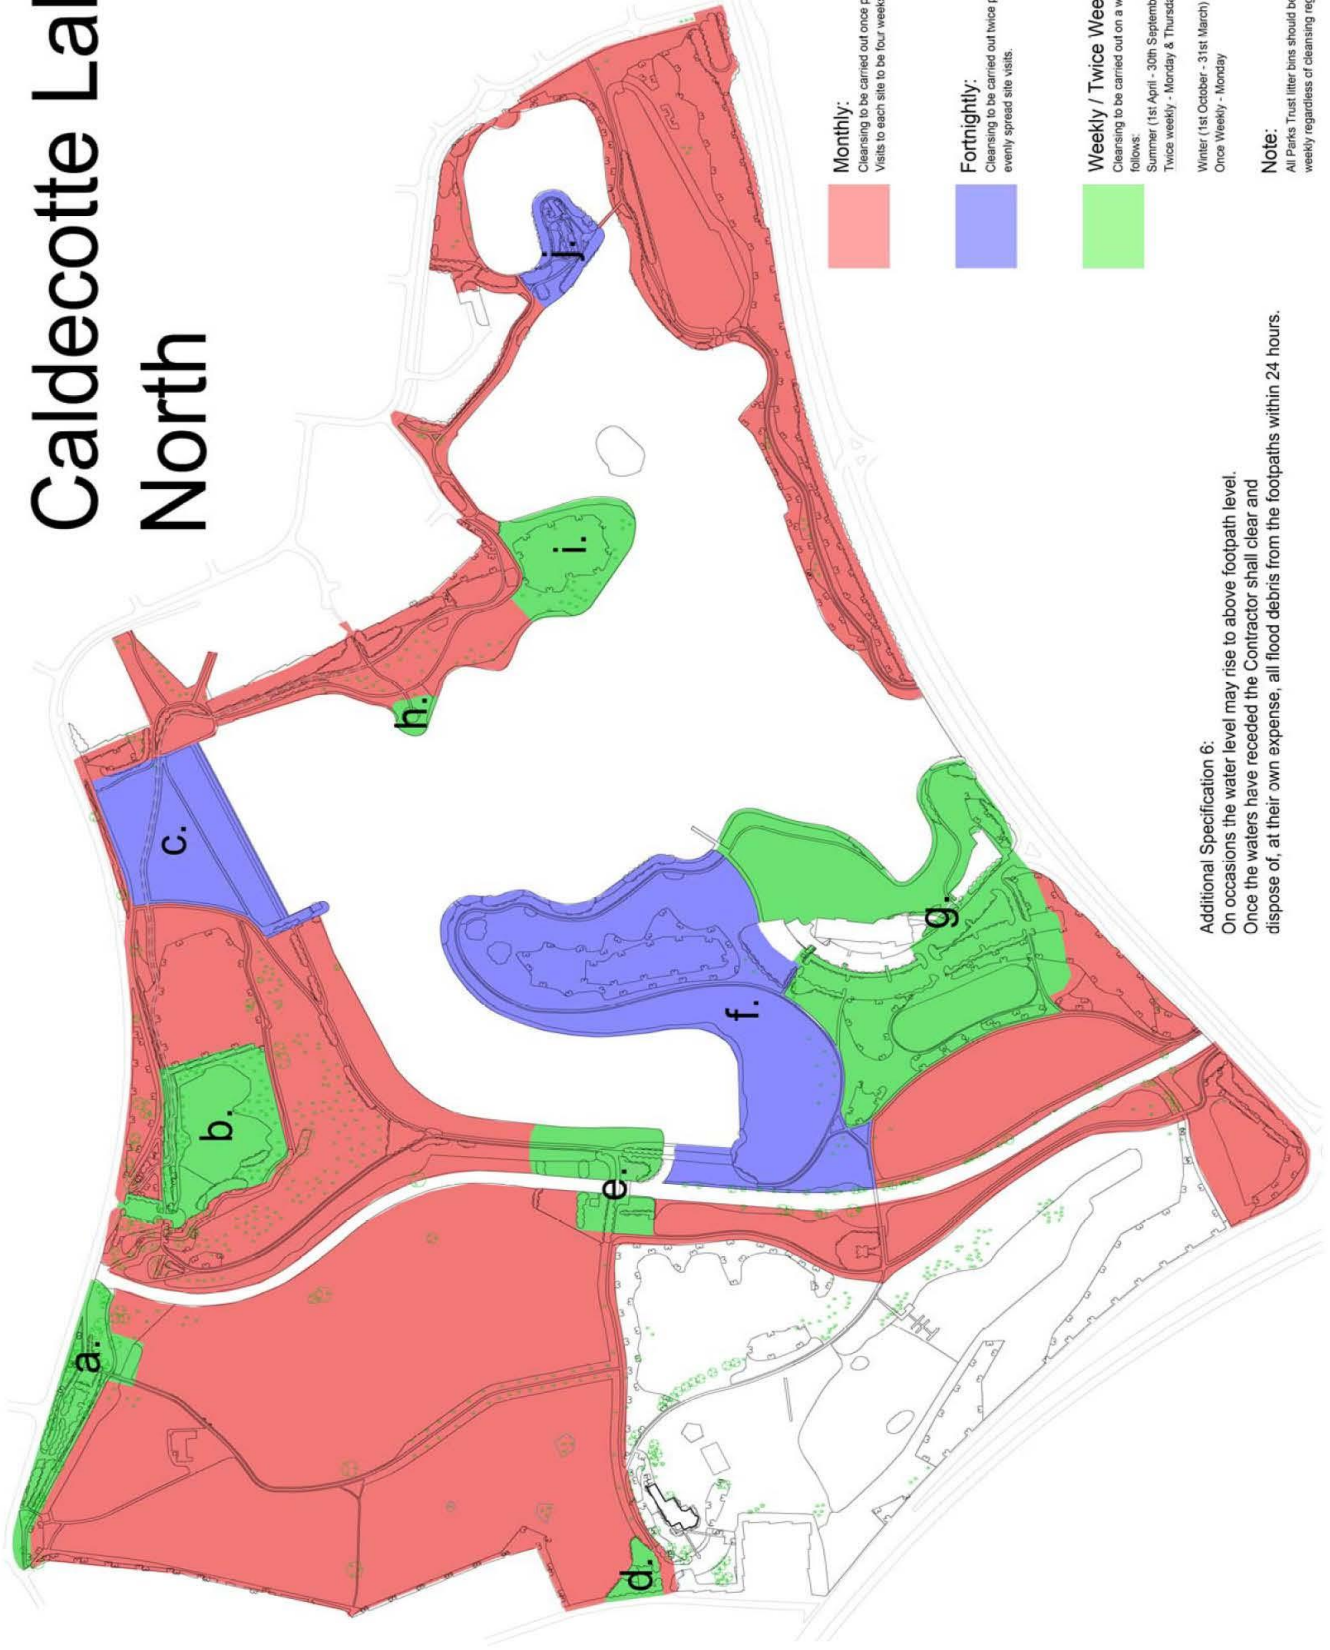 Caldecotte Lak
North
Monthly:
Cleansing to be carried out once p
Visits to each site to be four weeks
Fortnightly:
Cleansing to be carried out twice p
evenly spread site visits.
Weekly / Twice Wee
Cleansing to be carried out on a w
follows:
Summer (1st April - 30th Septemb
Twice weekly - Monday & Thursda
Winter (1st October - 31st March)
Once Weekly - Monday
Note:
All Parks Trust litter bins should be
weekly regardless of cleansing reg
Additional Specification 6:
On occasions the water level may rise to above footpath level.
Once the waters have receded the Contractor shall clear and
dispose of, at their own expense, all flood debris from the footpaths within 24 hours.
a.
b.
c.
d.
e.
f.
g.
h.
i.
j.